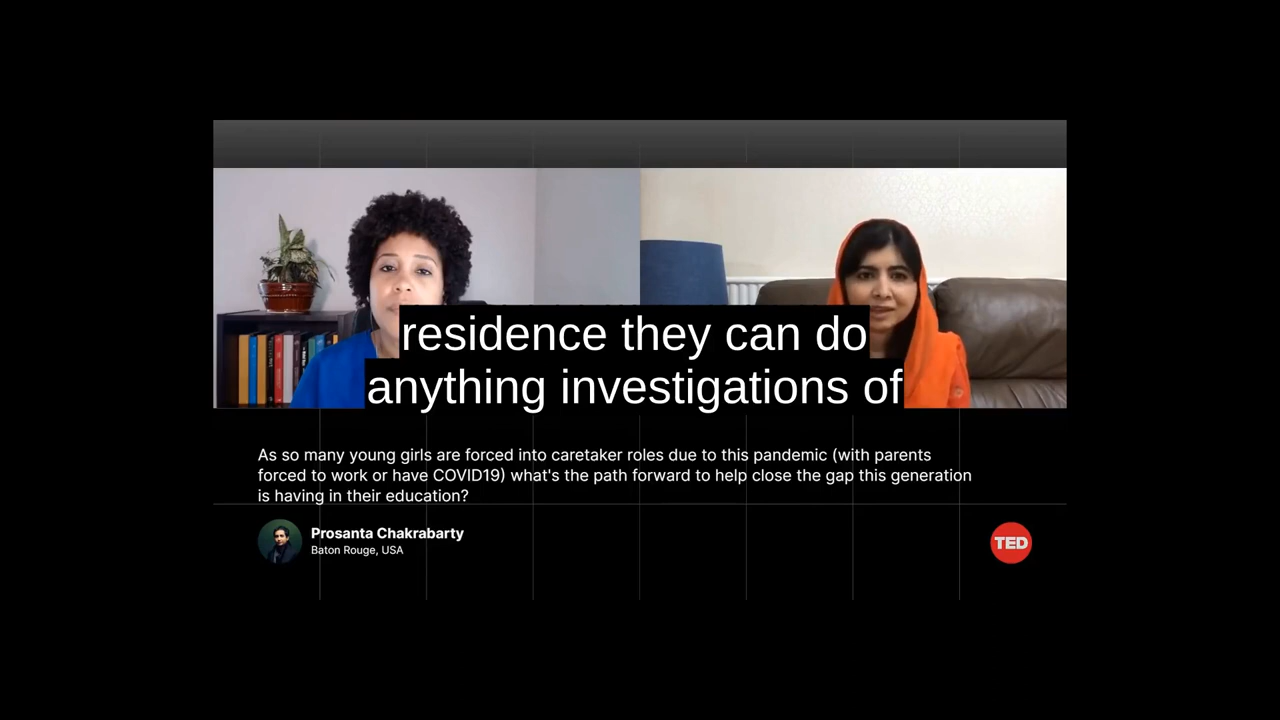 residence they can do
anything investigations of
As so many young girls are forced into caretaker roles due to this pandemic (with parents
forced to work or have COVID19) what's the path forward to help close the gap this generation
is having in their education?
Prosanta Chakrabarty
Baton Rouge, USA
TED